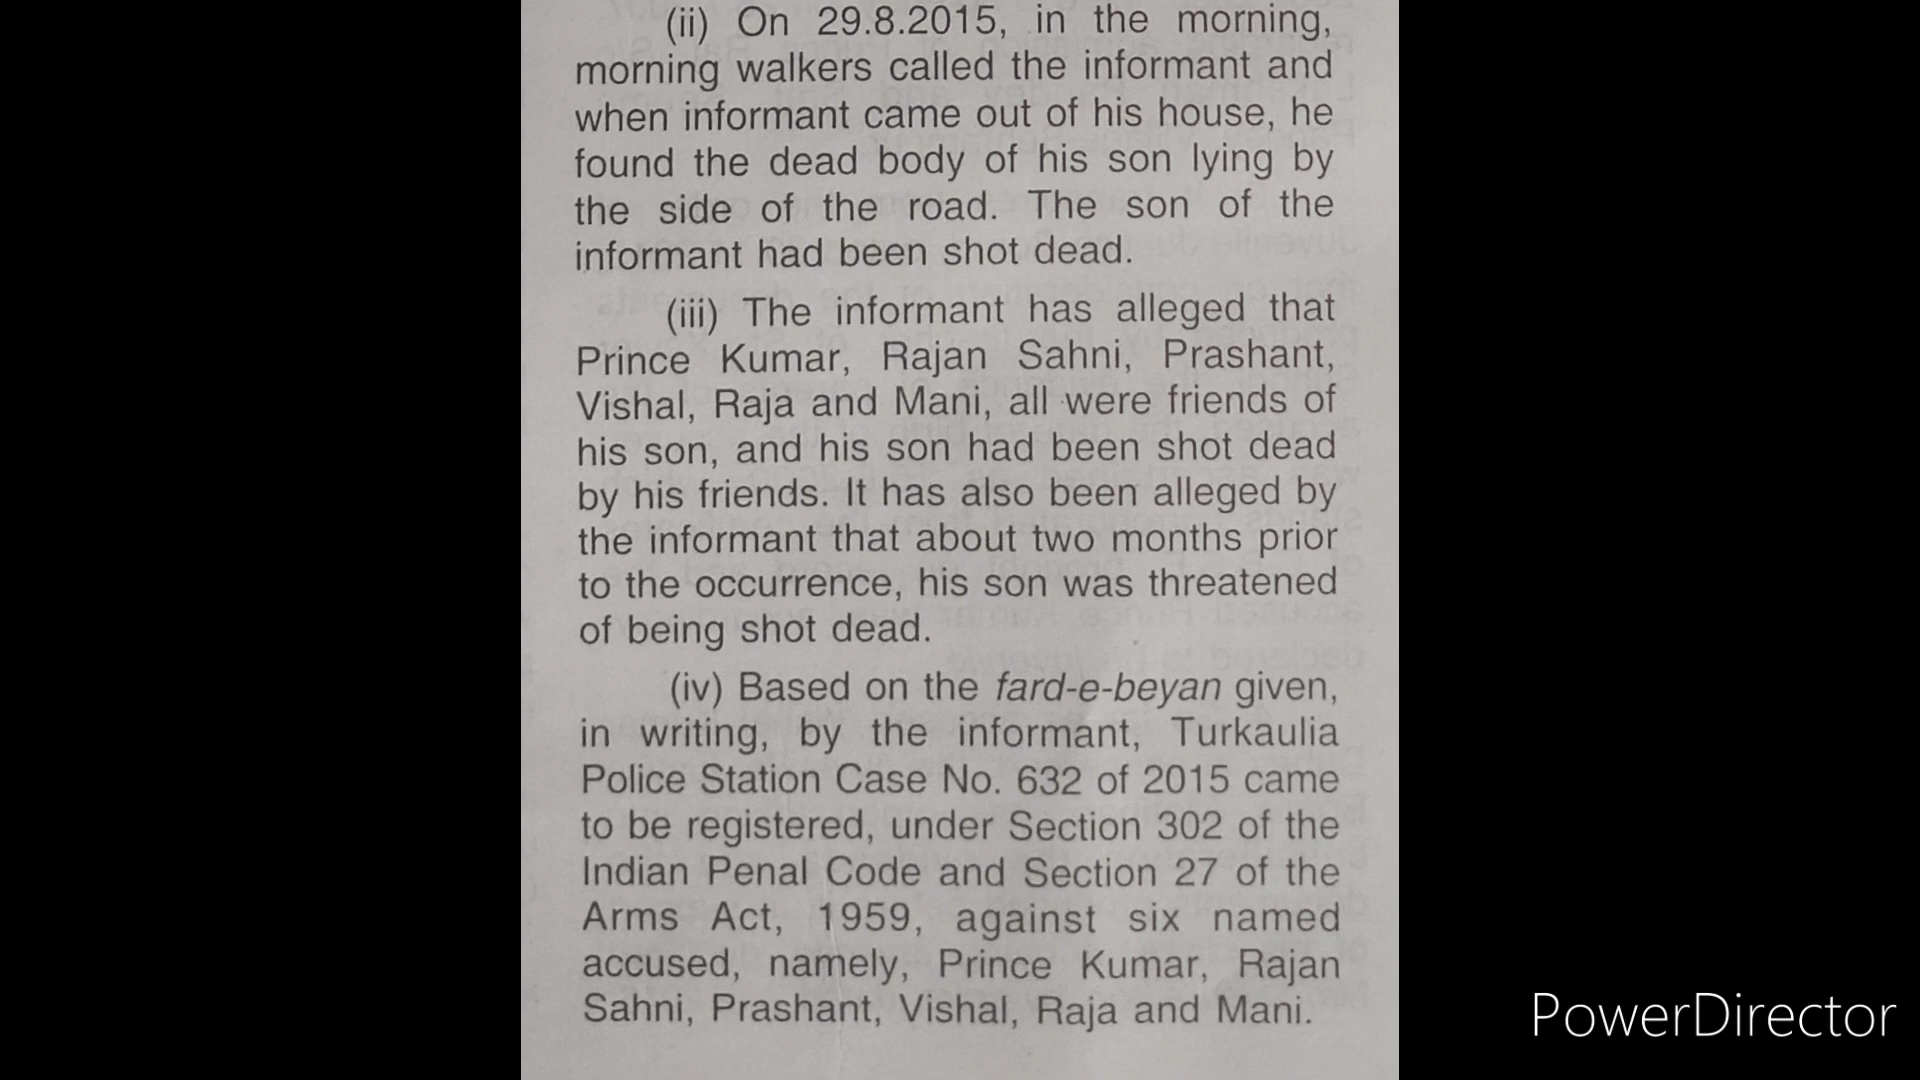 (ii) On 29.8.2015, in the morning,
morning walkers called the informant and
when informant came out of his house, he
found the dead body of his son lying by
the side of the road. The son of the
informant had been shot dead.
(iii) The informant has alleged that
Prince Kumar, Rajan Sahni, Prashant,
Vishal, Raja and Mani, all were friends of
his son, and his son had been shot dead
by his friends. It has also been alleged by
the informant that about two months prior
to the occurrence, his son was threatened
of being shot dead.
(iv) Based on the fard-e-beyan given,
in writing, by the informant, Turkaulia
Police Station Case No. 632 of 2015 came
to be registered, under Section 302 of the
Indian Penal Code and Section 27 of the
Arms Act, 1959, against six named
accused, namely, Prince Kumar, Rajan
Sahni, Prashant, Vishal, Raja and Mani.
PowerDirector